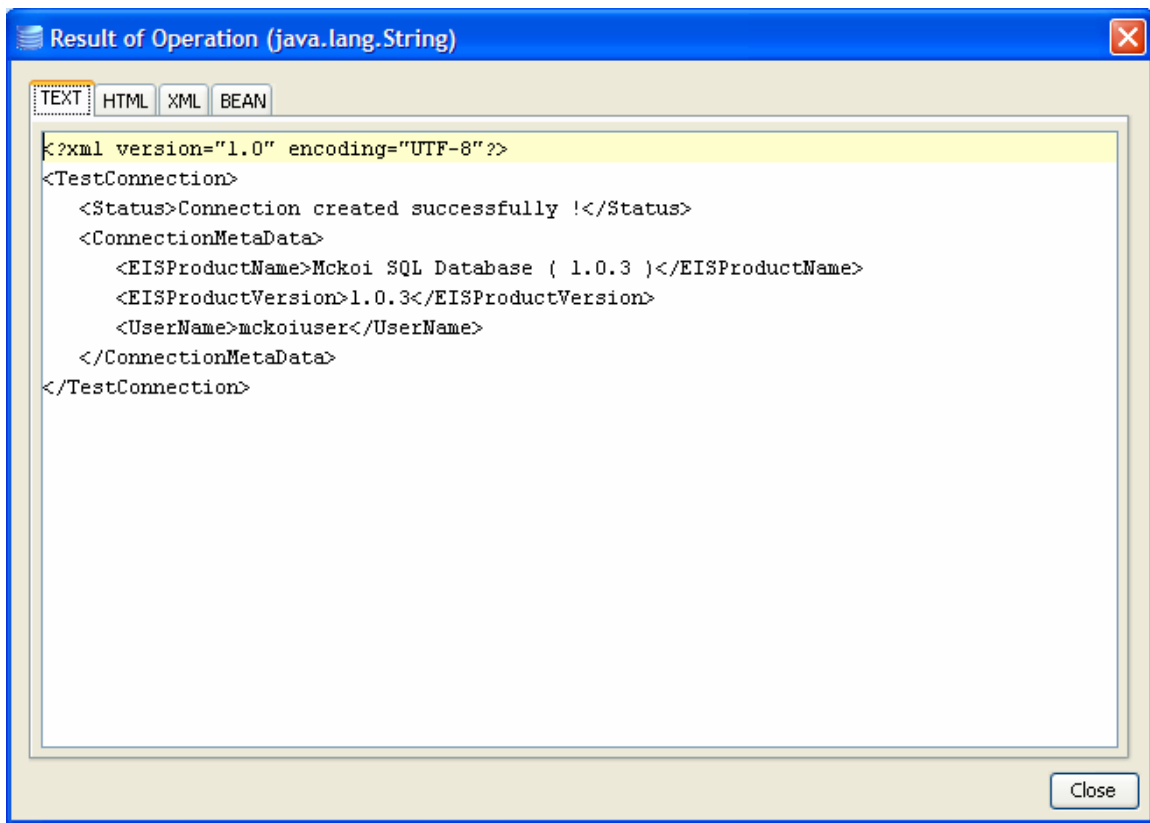 Result of Operation (java.lang.String)
TEXT HTML XML BEAN
<?xml version="1.0" encoding="UTF-8"?>
<TestConnection>
   <Status>Connection created successfully !</Status>
   <ConnectionMetaData>
      <EISProductName>Mckoi SQL Database ( 1.0.3 )</EISProductName>
      <EISProductVersion>1.0.3</EISProductVersion>
      <UserName>mckoiuser</UserName>
   </ConnectionMetaData>
</TestConnection>
Close